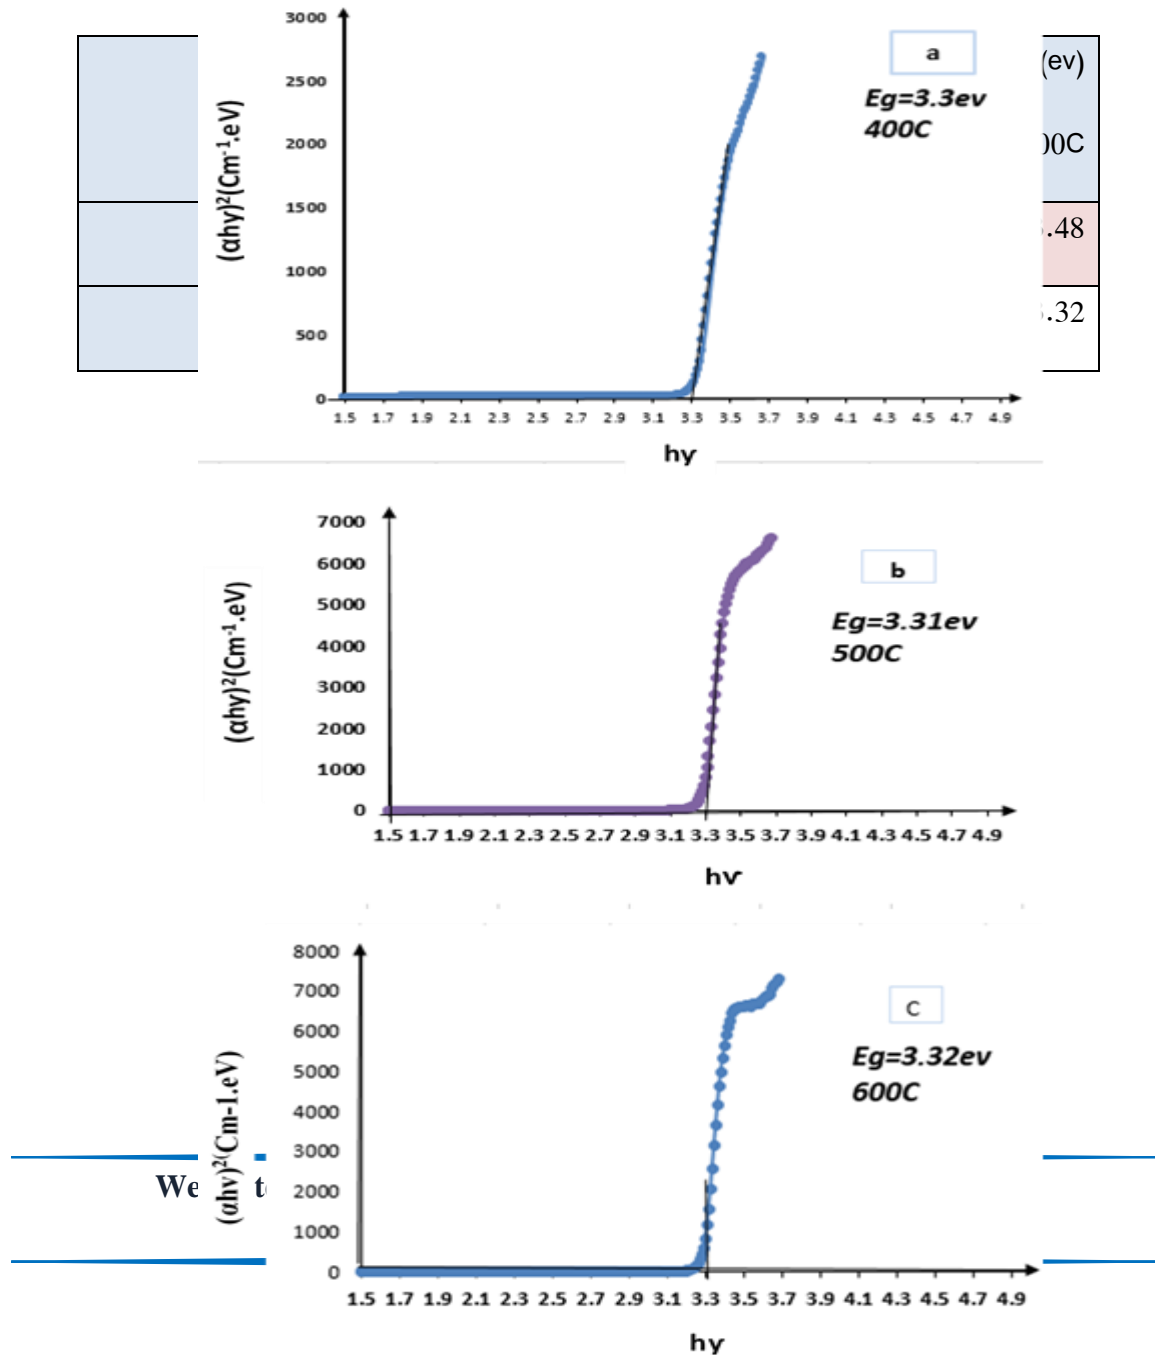 (ev)
00C
.48
.32
3000
2500
2000
1500
1000
500
0
(αhy)²(Cm⁻¹.eV)
a
Eg=3.3ev
400C
1.5 1.7 1.9 2.1 2.3 2.5 2.7 2.9 3.1 3.3 3.5 3.7 3.9 4.1 4.3 4.5 4.7 4.9
hy
7000
6000
5000
4000
3000
2000
1000
0
(αhy)²(Cm⁻¹.eV)
b
Eg=3.31ev
500C
1.5 1.7 1.9 2.1 2.3 2.5 2.7 2.9 3.1 3.3 3.5 3.7 3.9 4.1 4.3 4.5 4.7 4.9
hv
8000
7000
6000
5000
4000
3000
2000
1000
0
(αhv)²(Cm-1.eV)
C
Eg=3.32ev
600C
We
1.5 1.7 1.9 2.1 2.3 2.5 2.7 2.9 3.1 3.3 3.5 3.7 3.9 4.1 4.3 4.5 4.7 4.9
hy